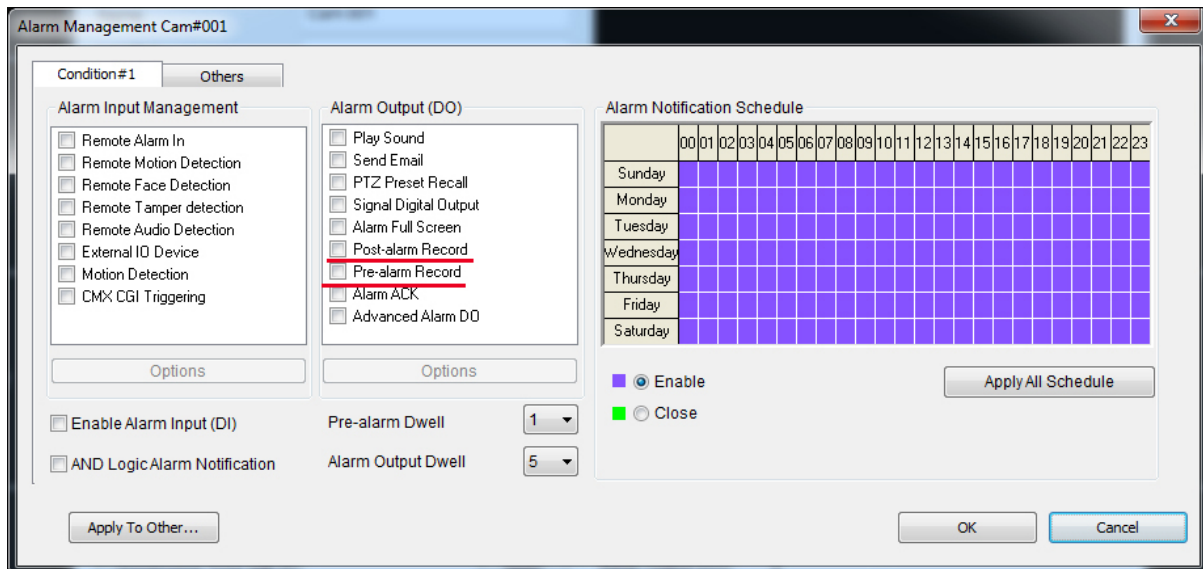 Alarm Management Cam#001
Condition#1
Others
Alarm Input Management
Remote Alarm In
Remote Motion Detection
Remote Face Detection
Remote Tamper detection
Remote Audio Detection
External IO Device
Motion Detection
CMX CGI Triggering
Options
Enable Alarm Input (DI)
AND Logic Alarm Notification
Alarm Output (DO)
Play Sound
Send Email
PTZ Preset Recall
Signal Digital Output
Alarm Full Screen
Post-alarm Record
Pre-alarm Record
Alarm ACK
Advanced Alarm DO
Options
Pre-alarm Dwell 1
Alarm Output Dwell 5
Alarm Notification Schedule
00 01 02 03 04 05 06 07 08 09 10 11 12 13 14 15 16 17 18 19 20 21 22 23
Sunday
Monday
Tuesday
Wednesday
Thursday
Friday
Saturday
Enable
Close
Apply All Schedule
Apply To Other...
OK
Cancel